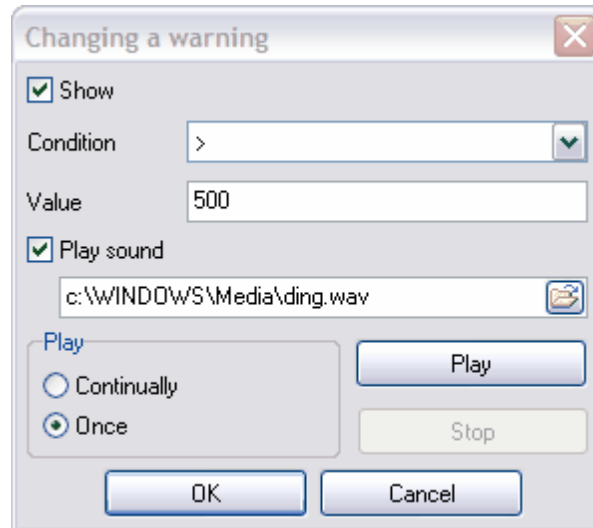 Changing a warning
Show
Condition >
Value 500
Play sound
c:\WINDOWS\Media\ding.wav
Play
Continually
Once
Play
Stop
OK Cancel